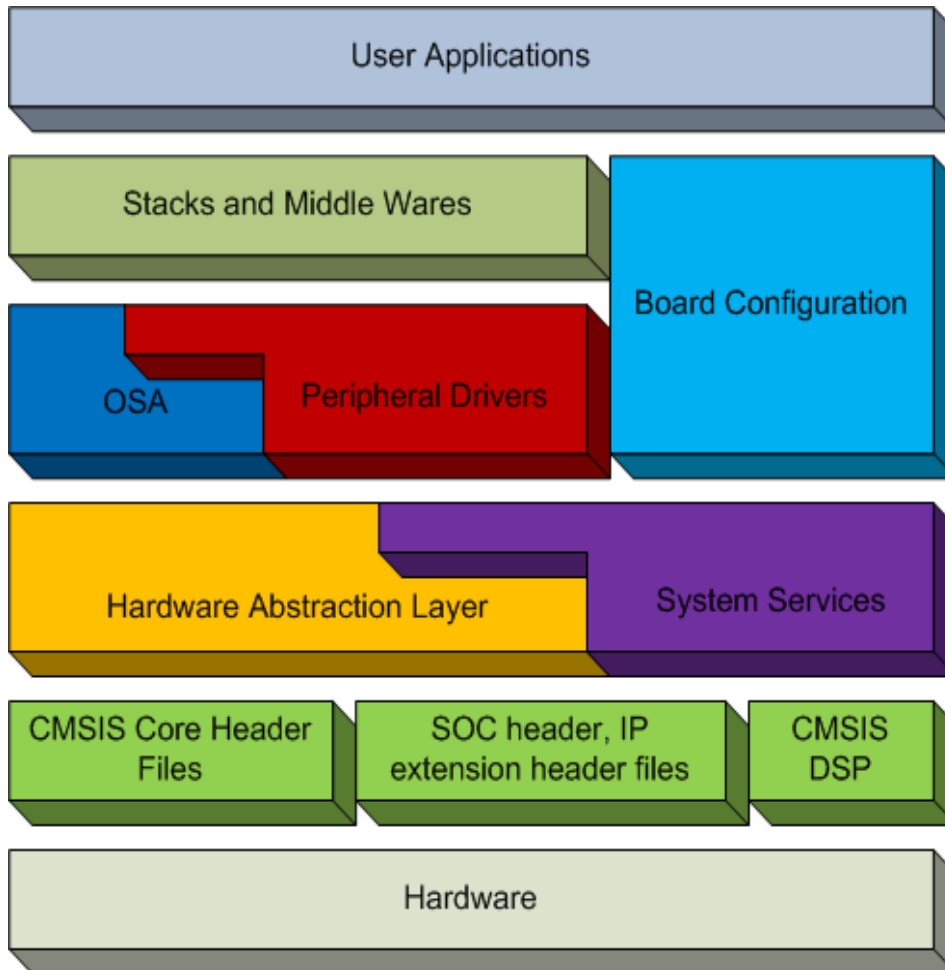 User Applications
Stacks and Middle Wares
Board Configuration
OSA
Peripheral Drivers
Hardware Abstraction Layer
System Services
CMSIS Core Header
Files
SOC header, IP
extension header files
CMSIS
DSP
Hardware